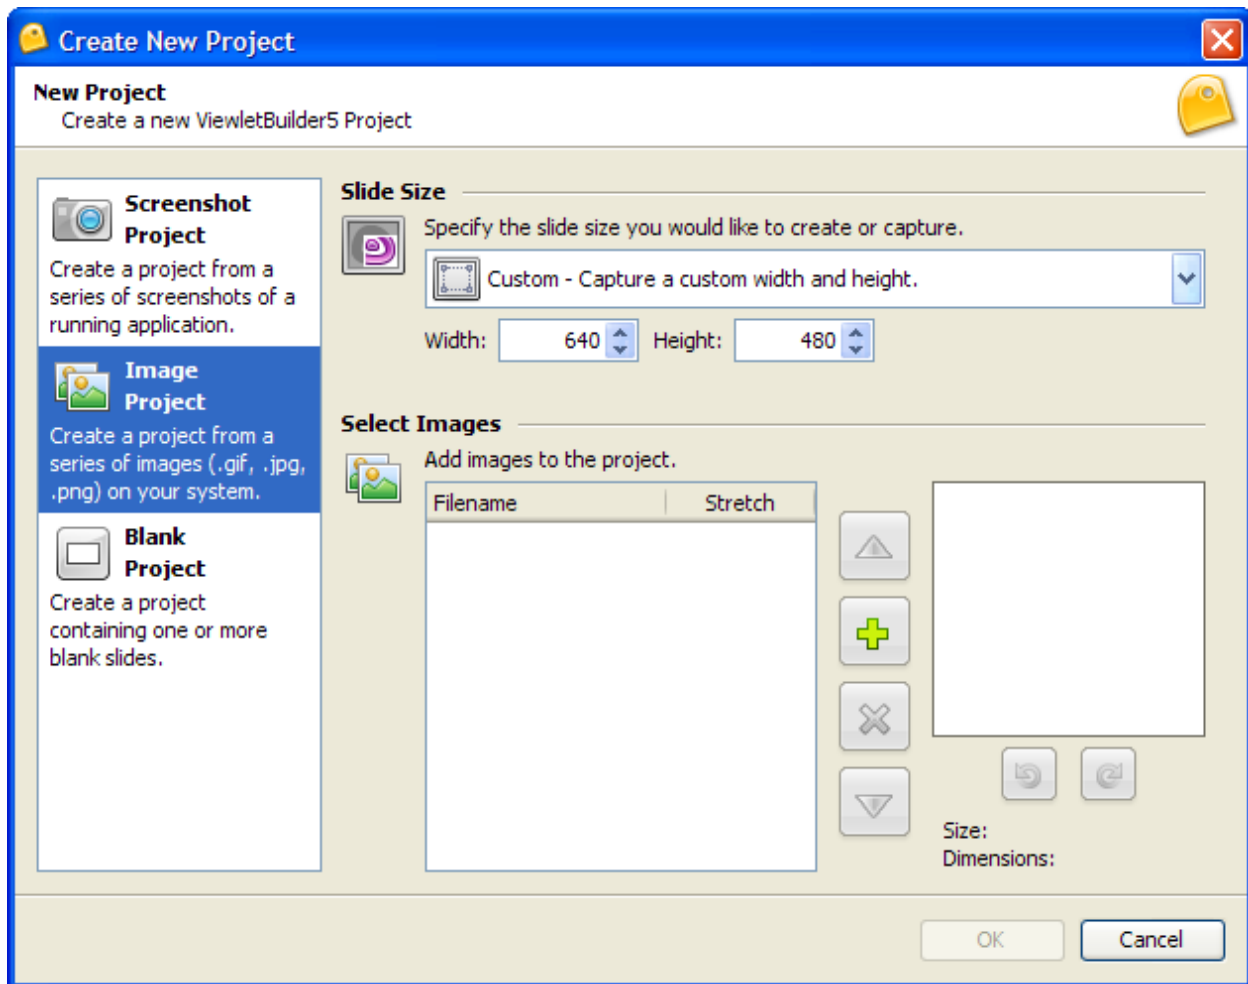 Create New Project
New Project
Create a new ViewletBuilder5 Project
Screenshot
Project
Create a project from a
series of screenshots of a
running application.
Image
Project
Create a project from a
series of images (.gif, .jpg,
.png) on your system.
Blank
Project
Create a project
containing one or more
blank slides.
Slide Size
Specify the slide size you would like to create or capture.
Custom - Capture a custom width and height.
Width: 640 Height: 480
Select Images
Add images to the project.
Filename Stretch
Size:
Dimensions:
OK Cancel